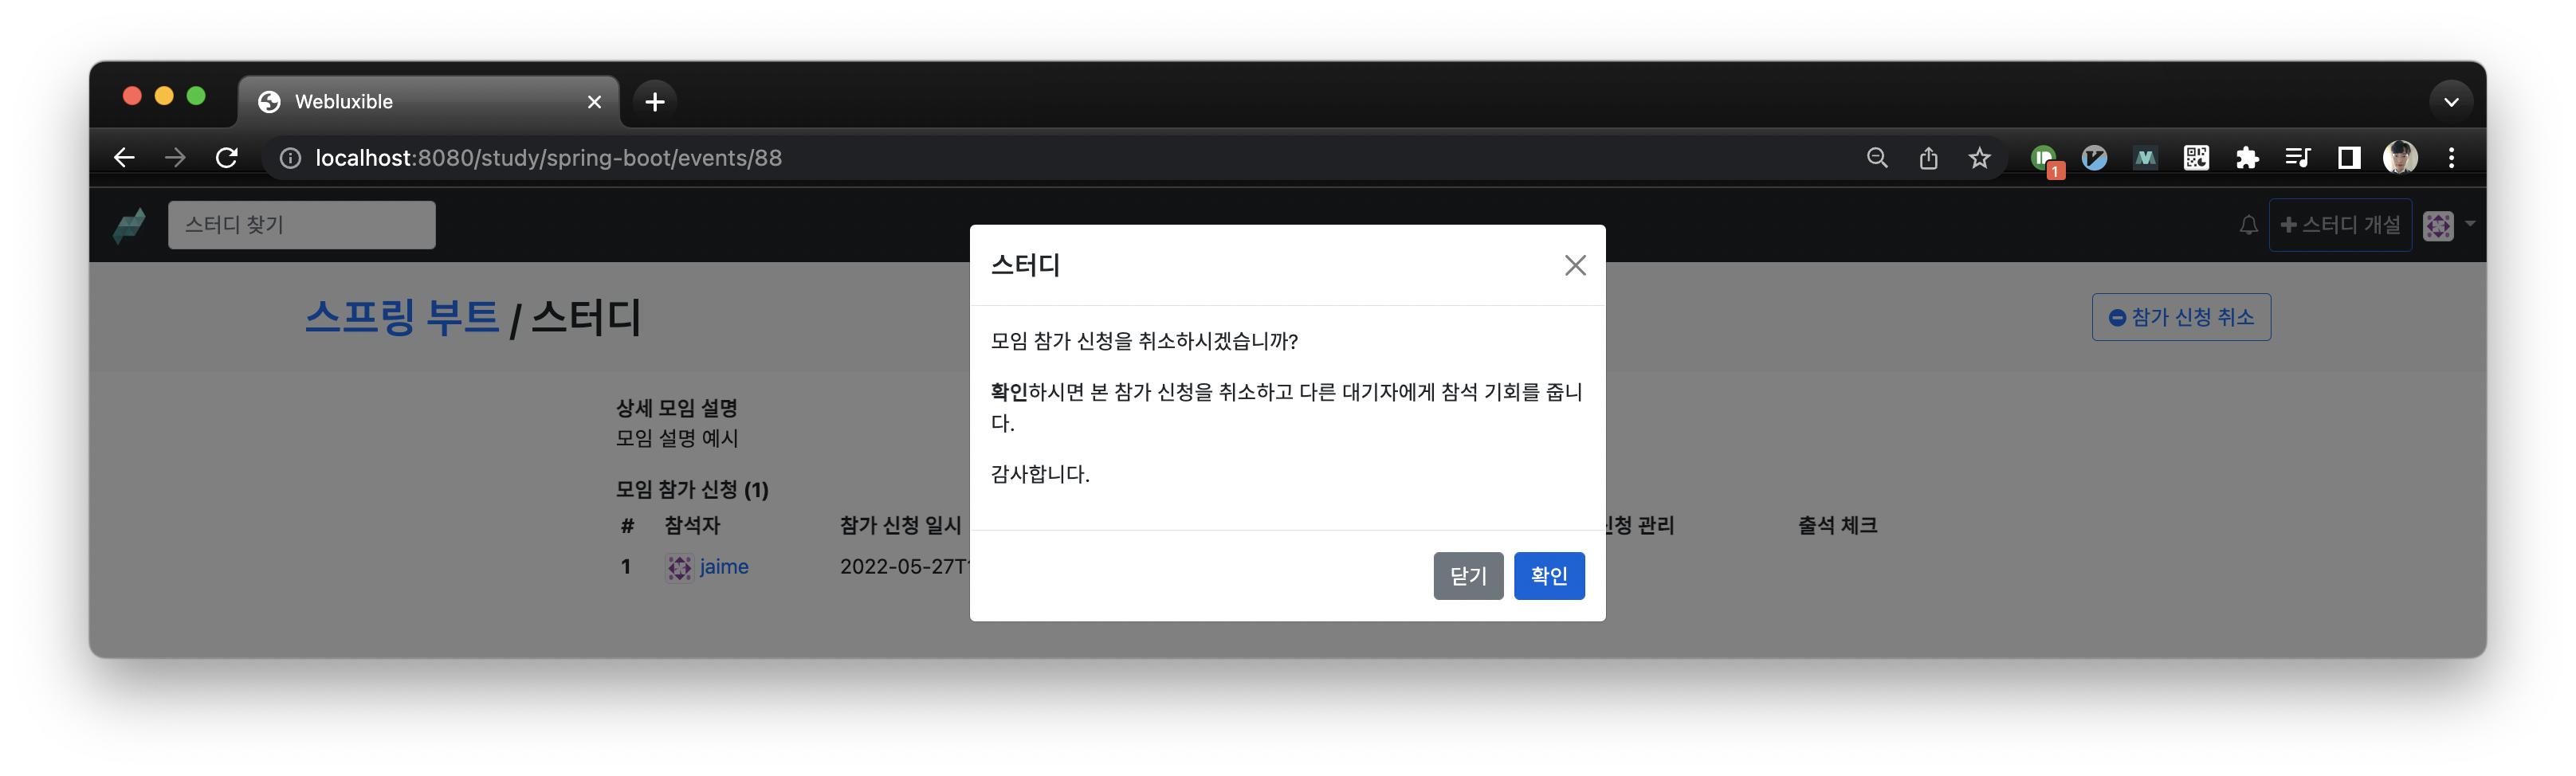 Webluxible
localhost:8080/study/spring-boot/events/88
1
스터디 찾기
스터디 개설
스프링 부트 / 스터디
참가 신청 취소
상세 모임 설명
모임 설명 예시
모임 참가 신청 (1)
# 참석자 참가 신청 일시 신청 관리 출석 체크
1 jaime 2022-05-27T
스터디
모임 참가 신청을 취소하시겠습니까?
확인하시면 본 참가 신청을 취소하고 다른 대기자에게 참석 기회를 줍니
다.
감사합니다.
닫기 확인